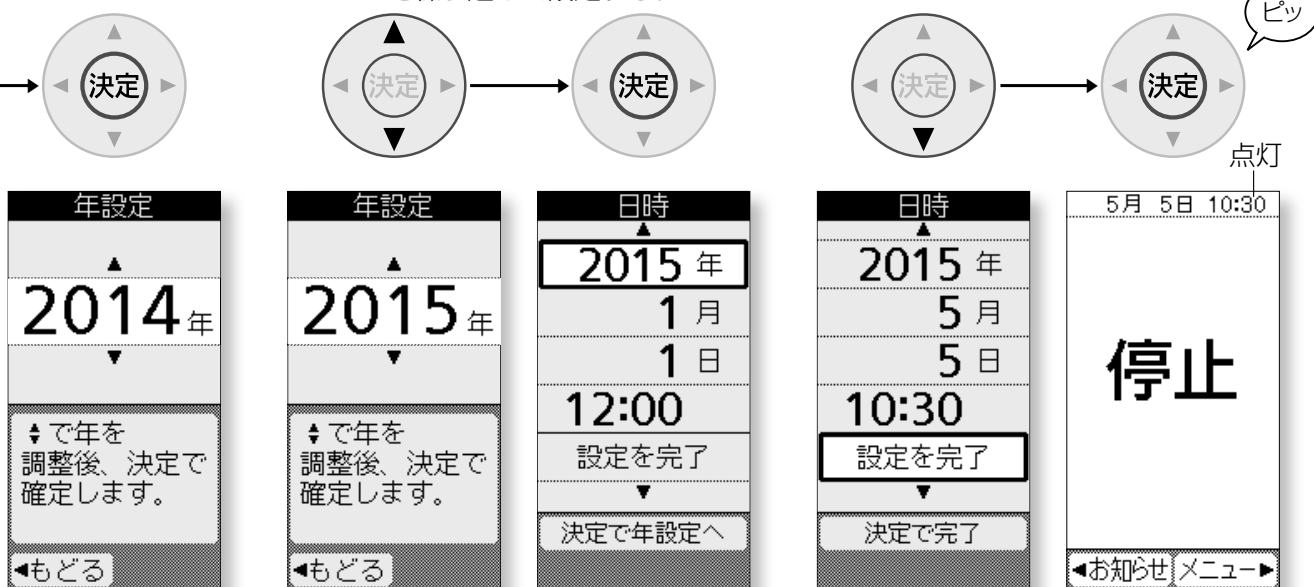 ピッ
決定
決定
決定
決定
決定
点灯
年設定
2014年
で年を
調整後、決定で
確定します。
◀もどる
年設定
2015年
で年を
調整後、決定で
確定します。
◀もどる
日時
2015年
1月
1日
12:00
設定を完了
決定で年設定へ
日時
2015年
5月
5日
10:30
設定を完了
決定で完了
5月 5日 10:30
停止
◀お知らせ メニュー▶